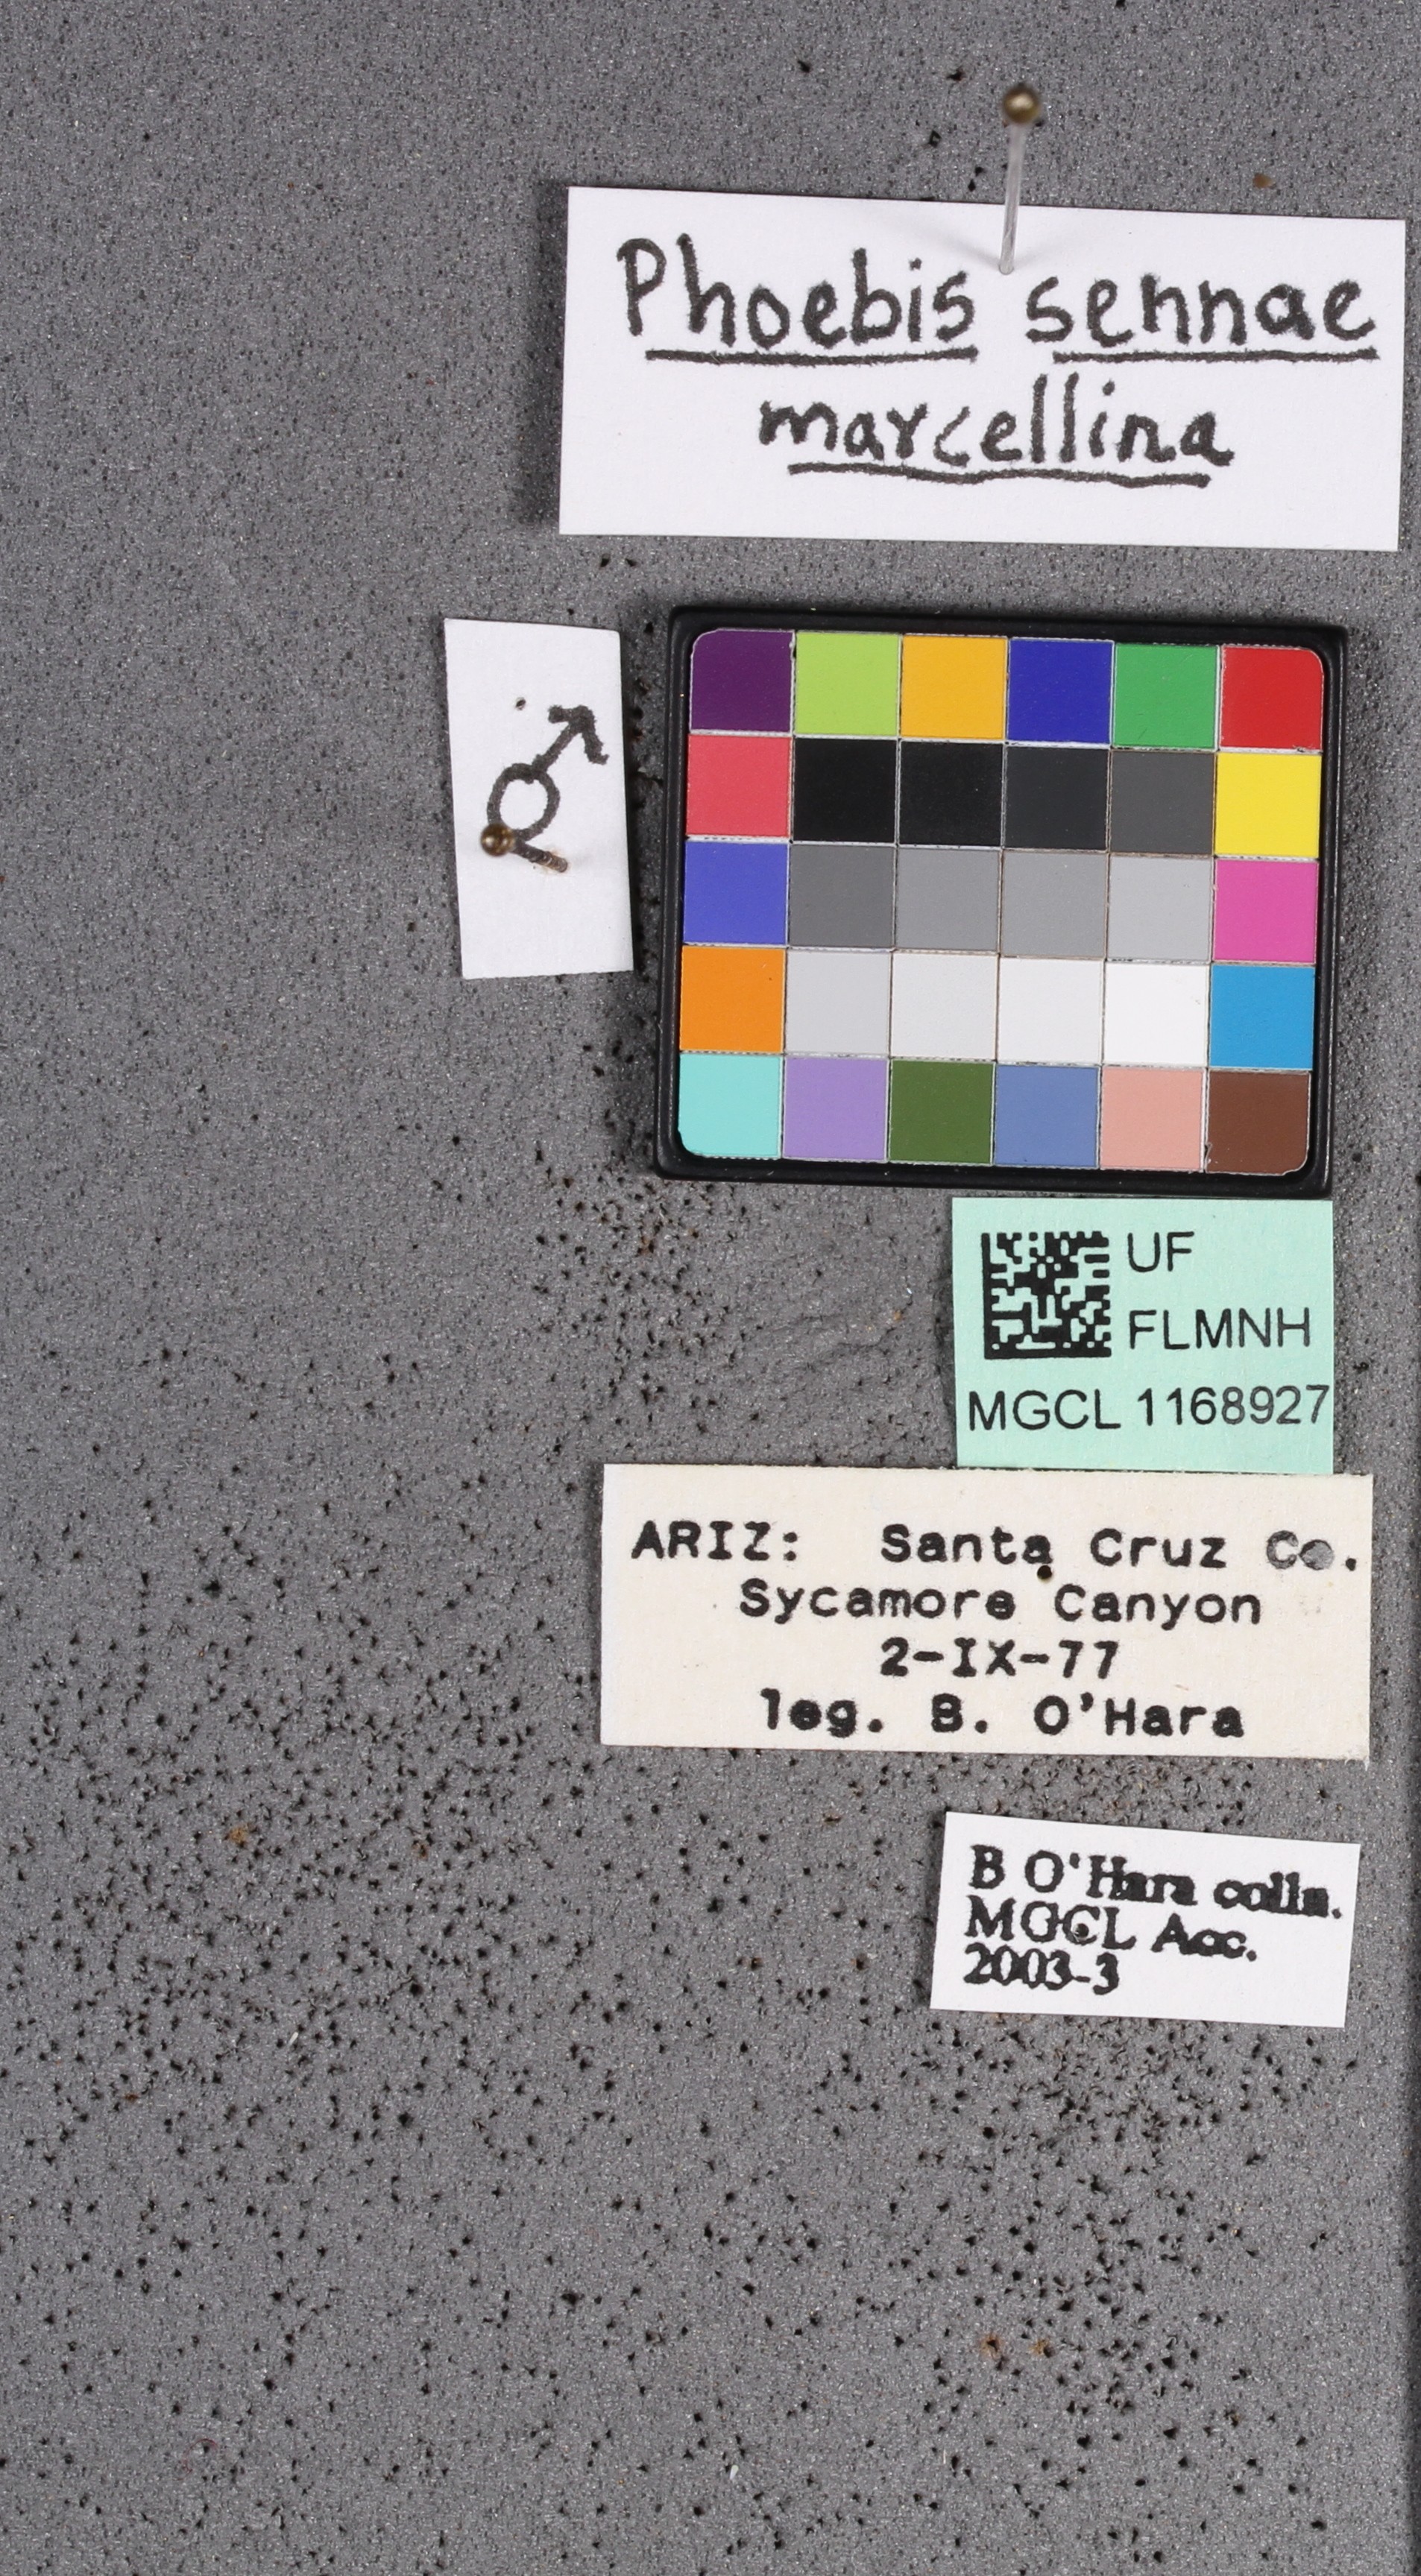 Phoebis sennae
marcellina
♂
UF
FLMNH
MGCL 1168927
ARIZ: Santa Cruz Co.
Sycamore Canyon
2-IX-77
leg. B. O'Hara
B O'Hara colln.
MGCL Acc.
2003-3